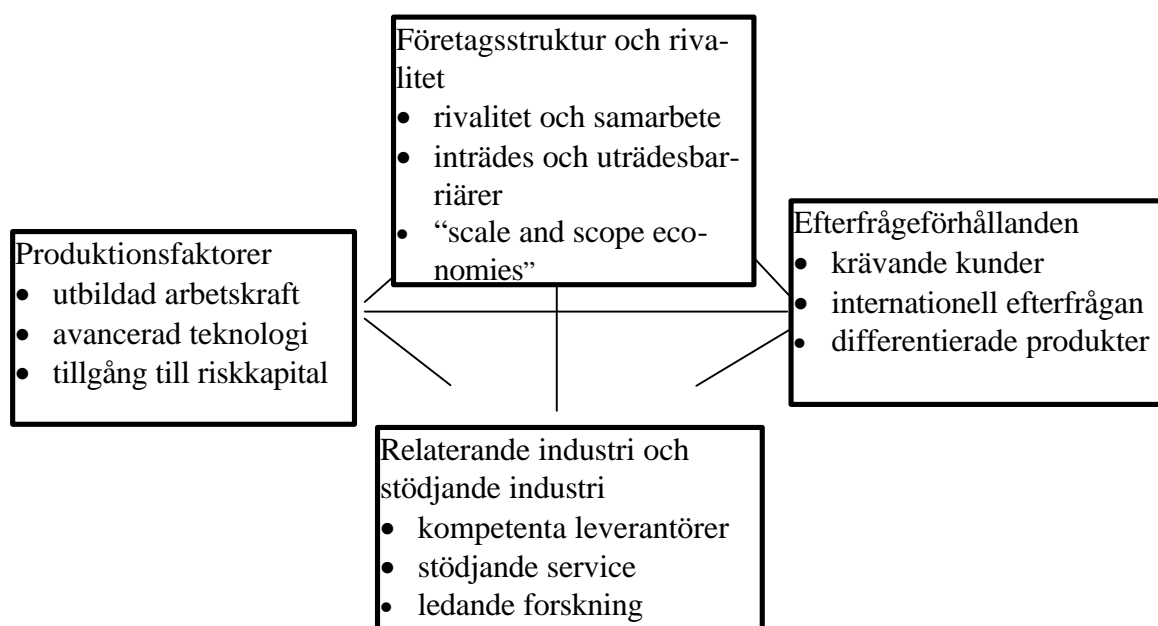 Företagsstruktur och riva-
litet
• rivalitet och samarbete
• inträdes och uträdesbar-
riärer
• “scale and scope eco-
nomies”
Produktionsfaktorer
• utbildad arbetskraft
• avancerad teknologi
• tillgång till riskkapital
Efterfrågeförhållanden
• krävande kunder
• internationell efterfrågan
• differentierade produkter
Relaterande industri och
stödjande industri
• kompetenta leverantörer
• stödjande service
• ledande forskning